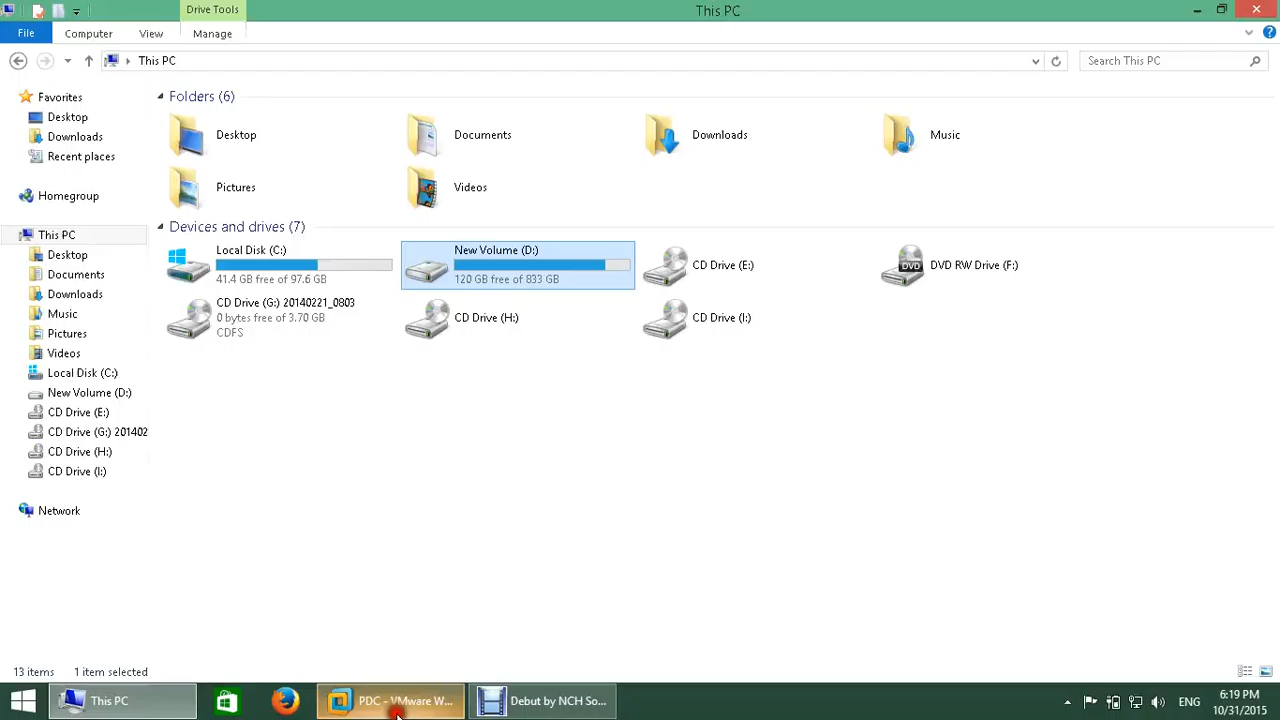 Drive Tools
This PC
File
Computer
View
Manage
This PC
Search This PC
Favorites
Desktop
Downloads
Recent places
Homegroup
This PC
Desktop
Documents
Downloads
Music
Pictures
Videos
Local Disk (C:)
New Volume (D:)
CD Drive (E:)
CD Drive (G:) 201402
CD Drive (H:)
CD Drive (I:)
Network
Folders (6)
Desktop
Documents
Downloads
Music
Pictures
Videos
Devices and drives (7)
Local Disk (C:)
41.4 GB free of 97.6 GB
New Volume (D:)
120 GB free of 833 GB
CD Drive (E:)
DVD
DVD RW Drive (F:)
CD Drive (G:) 20140221_0803
0 bytes free of 3.70 GB
CDFS
CD Drive (H:)
CD Drive (I:)
13 items
1 item selected
This PC
PDC - VMware W...
Debut by NCH So...
ENG
6:19 PM
10/31/2015